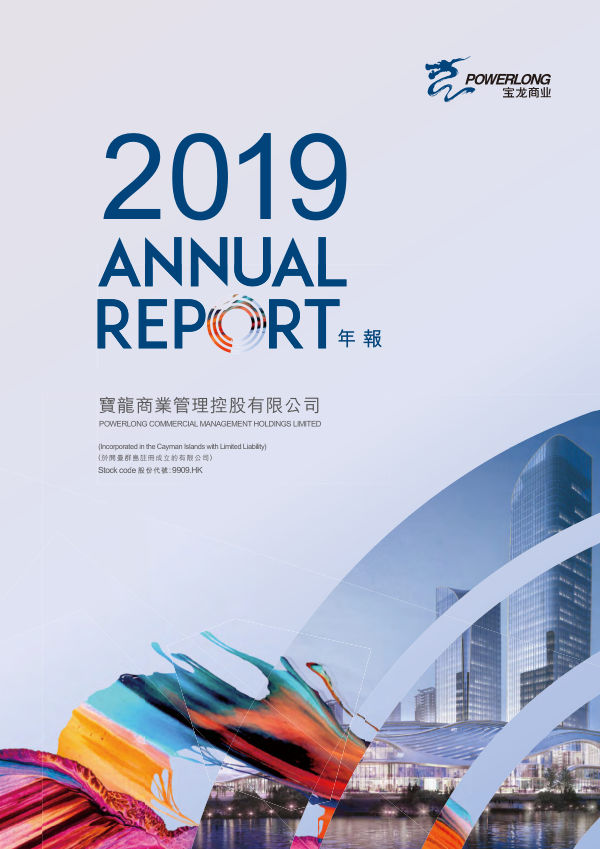 POWERLONG
宝龙商业
2019
ANNUAL
REPORT 年報
寶龍商業管理控股有限公司
POWERLONG COMMERCIAL MANAGEMENT HOLDINGS LIMITED
(Incorporated in the Cayman Islands with Limited Liability)
(於開曼群島註冊成立的有限公司)
Stock code 股份代號 : 9909.HK